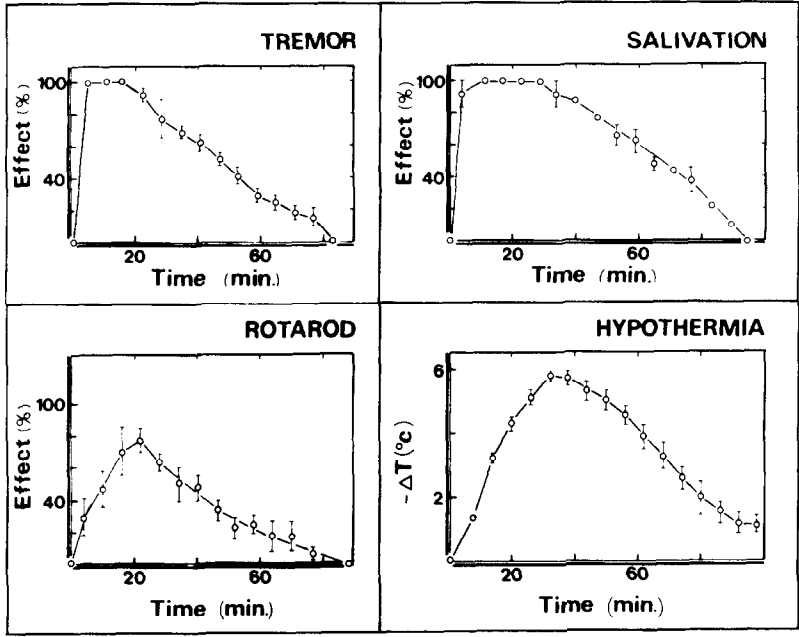 TREMOR
100
Effect (%)
40
20 60
Time (min.)
SALIVATION
100
Effect (%)
40
20 60
Time (min.)
ROTAROD
100
Effect (%)
40
20 60
Time (min.)
HYPOTHERMIA
6
-ΔT(°c)
2
20 60
Time (min.)